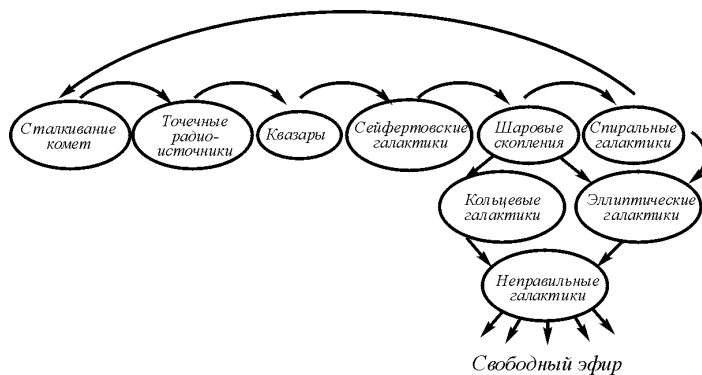 Сталкивание
комет
Точечные
радио-
источники
Квазары
Сейфертовские
галактики
Шаровые
скопления
Спиральные
галактики
Кольцевые
галактики
Эллиптические
галактики
Неправильные
галактики
Свободный эфир